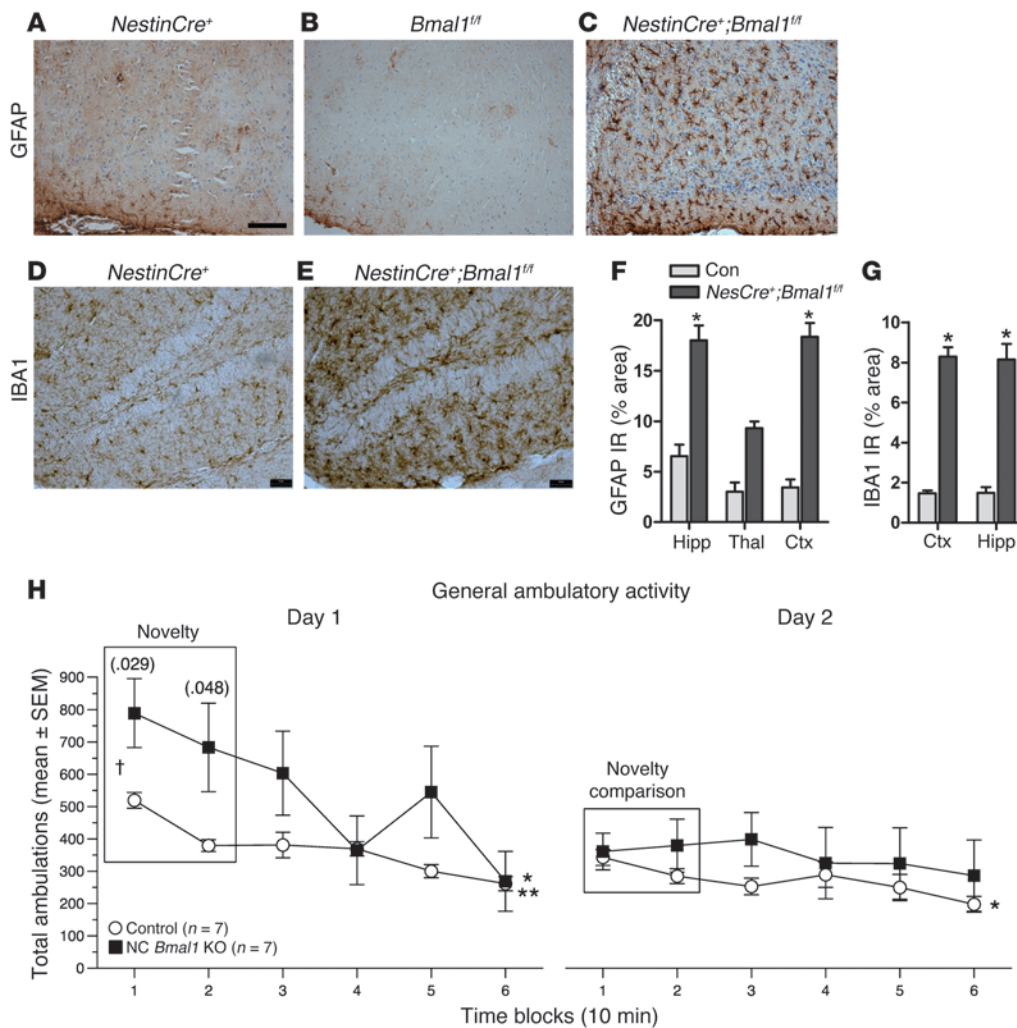 A NestinCre+ B Bmal1f/f C NestinCre+;Bmal1f/f
GFAP
D NestinCre+ E NestinCre+;Bmal1f/f
IBA1
F Con
NesCre+;Bmal1f/f
GFAP IR (% area)
20
15
10
5
0
* *
Hipp Thal Ctx
G
IBA1 IR (% area)
10
8
6
4
2
0
* *
Ctx Hipp
H General ambulatory activity
Day 1 Day 2
Total ambulations (mean ± SEM)
900
800
700
600
500
400
300
200
100
0
Novelty
(.029)
(.048)
†
*
**
Control (n = 7)
NC Bmal1 KO (n = 7)
1 2 3 4 5 6
Novelty
comparison
*
1 2 3 4 5 6
Time blocks (10 min)